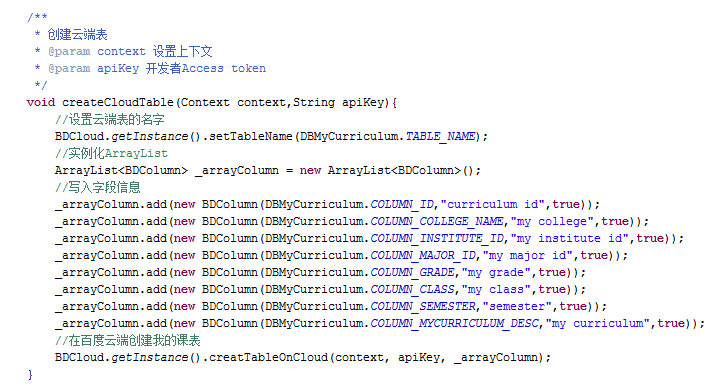 /**
 * 创建云端表
 * @param context 设置上下文
 * @param apiKey 开发者Access token
 */
void createCloudTable(Context context,String apiKey){
    //设置云端表的名字
    BDCloud.getInstance().setTableName(DBMyCurriculum.TABLE_NAME);
    //实例化ArrayList
    ArrayList<BDColumn> _arrayColumn = new ArrayList<BDColumn>();
    //写入字段信息
    _arrayColumn.add(new BDColumn(DBMyCurriculum.COLUMN_ID,"curriculum id",true));
    _arrayColumn.add(new BDColumn(DBMyCurriculum.COLUMN_COLLEGE_NAME,"my college",true));
    _arrayColumn.add(new BDColumn(DBMyCurriculum.COLUMN_INSTITUTE_ID,"my institute id",true));
    _arrayColumn.add(new BDColumn(DBMyCurriculum.COLUMN_MAJOR_ID,"my major id",true));
    _arrayColumn.add(new BDColumn(DBMyCurriculum.COLUMN_GRADE,"my grade",true));
    _arrayColumn.add(new BDColumn(DBMyCurriculum.COLUMN_CLASS,"my class",true));
    _arrayColumn.add(new BDColumn(DBMyCurriculum.COLUMN_SEMESTER,"semester",true));
    _arrayColumn.add(new BDColumn(DBMyCurriculum.COLUMN_MYCURRICULUM_DESC,"my curriculum",true));
    //在百度云端创建我的课表
    BDCloud.getInstance().creatTableOnCloud(context, apiKey, _arrayColumn);
}